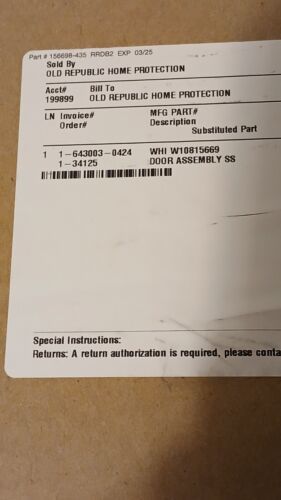 Part # 156698-435 RRDB2 EXP 03/25
Sold By
OLD REPUBLIC HOME PROTECTION
Acct# Bill To
199899 OLD REPUBLIC HOME PROTECTION
LN Invoice# MFG PART#
Order# Description
Substituted Part
1 1-643003-0424 WHI W10815669
1-34125 DOOR ASSEMBLY SS
Special Instructions:
Returns: A return authorization is required, please conta